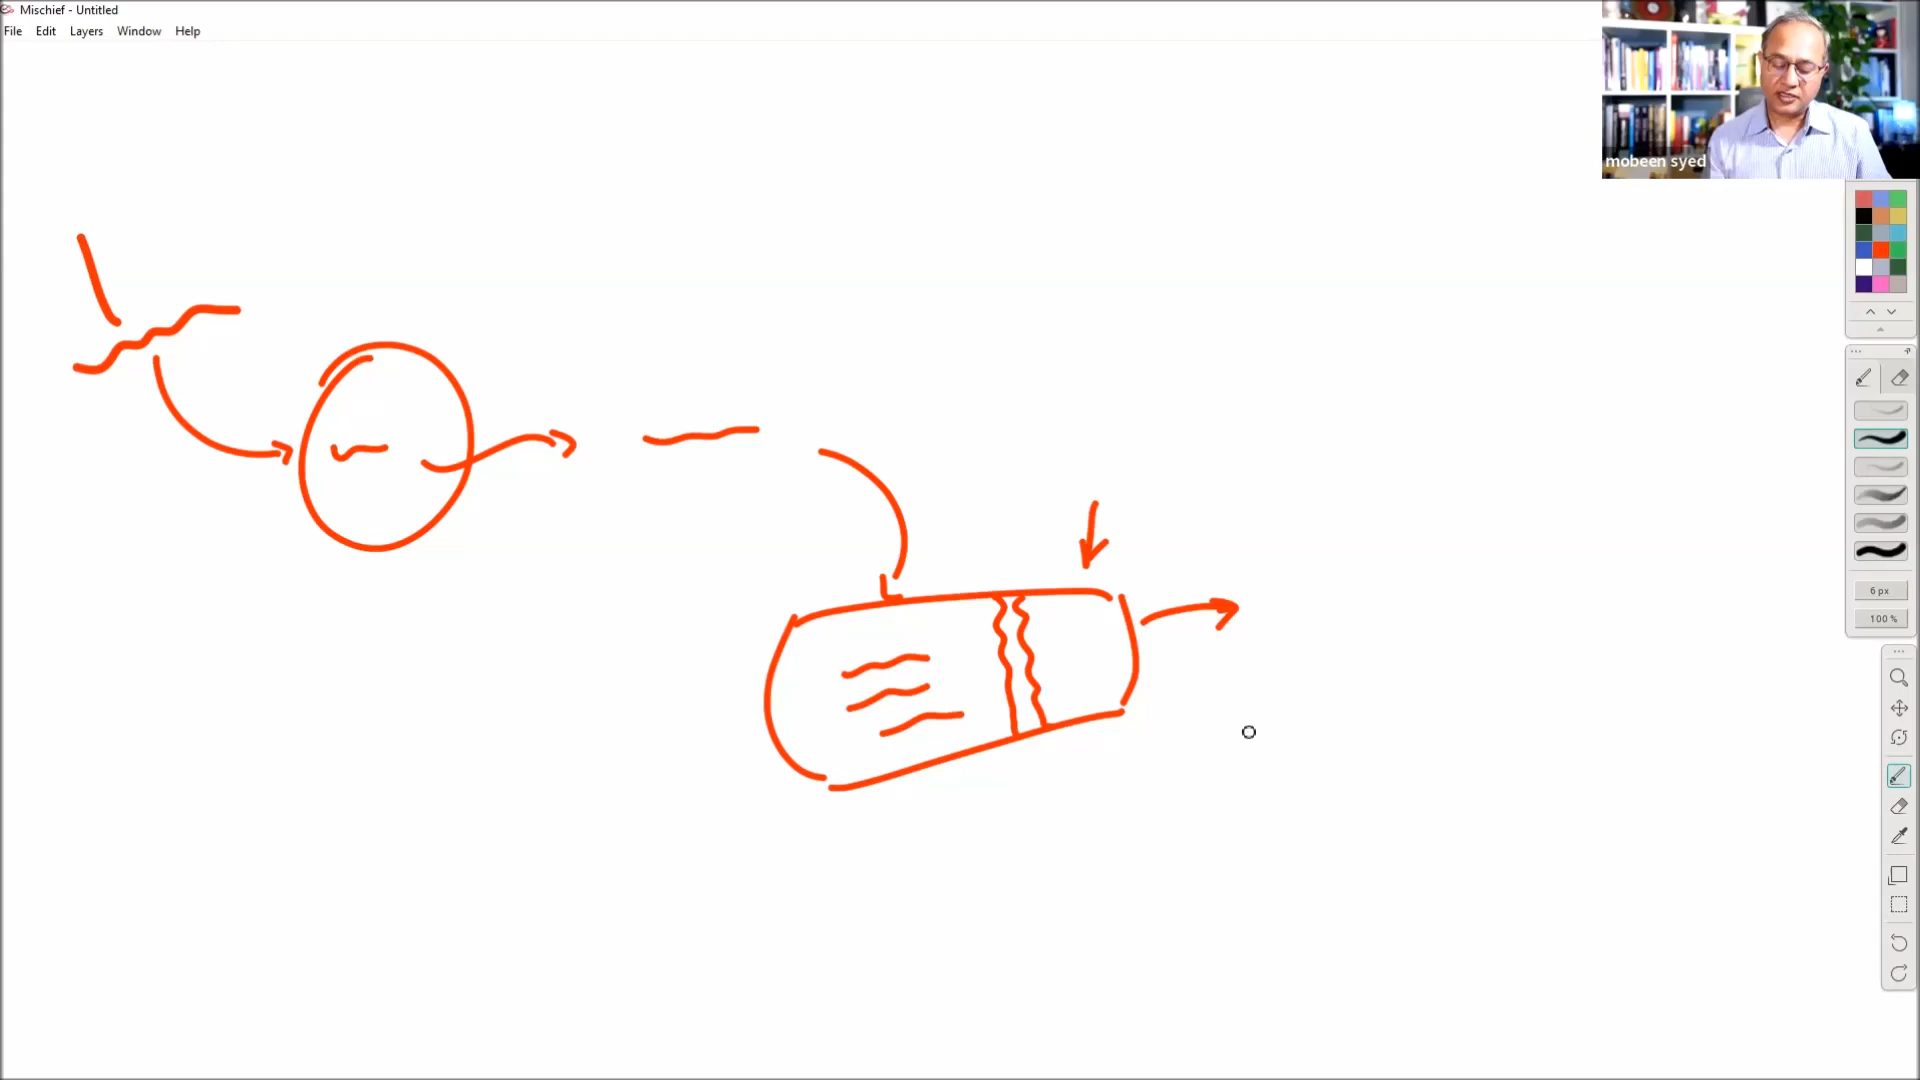 Mischief - Untitled
File Edit Layers Window Help
mobeen syed
6 px
100 %